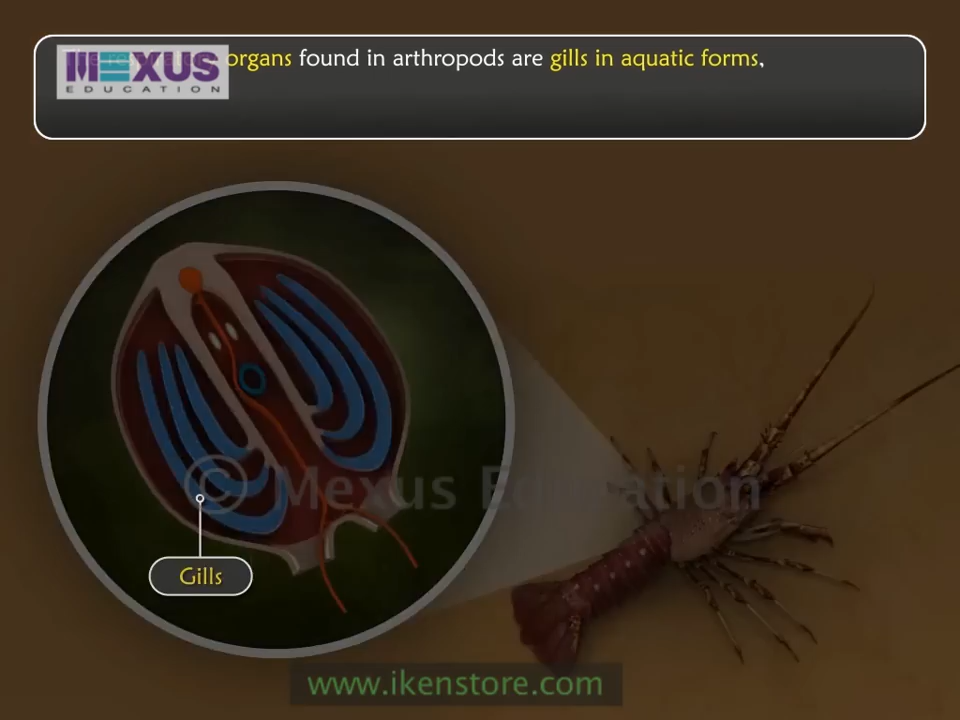 organs found in arthropods are gills in aquatic forms,
MEXUS
EDUCATION
© Mexus Education
Gills
www.ikenstore.com